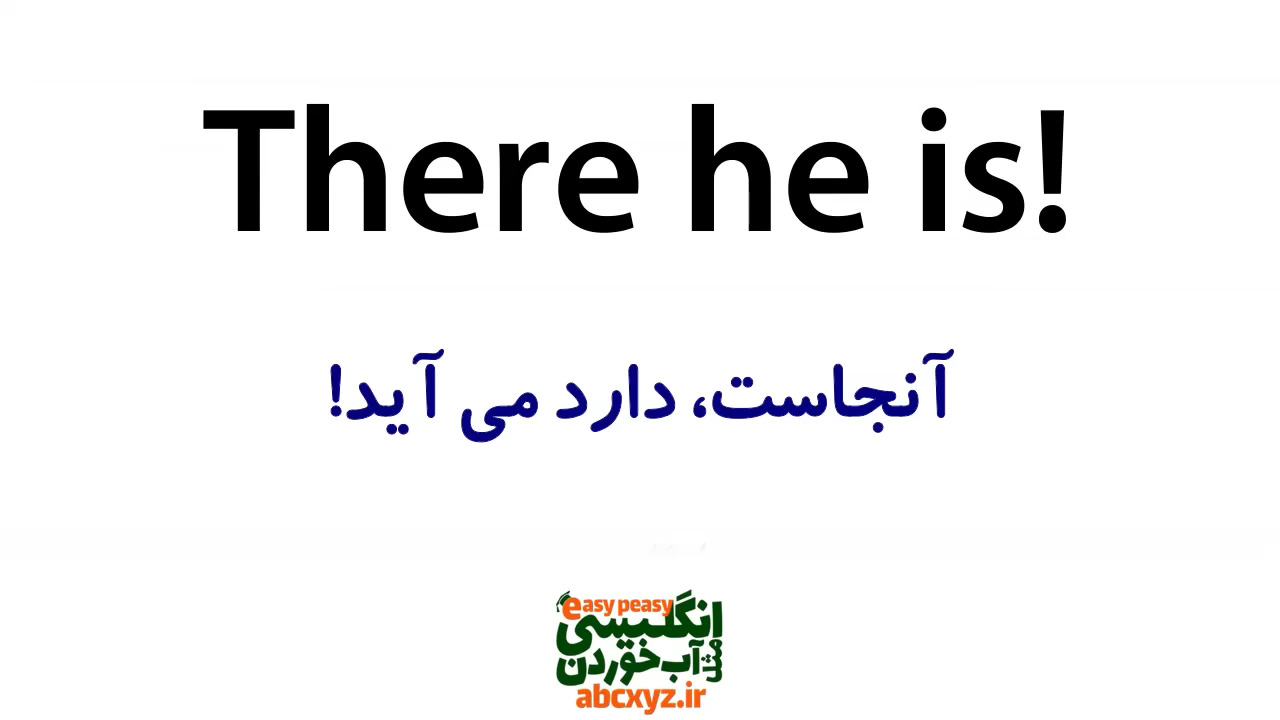 There he is!
آنجاست، دارد می آید!
easy peasy
انگلیسی
مثل آب خوردن
abcxyz.ir